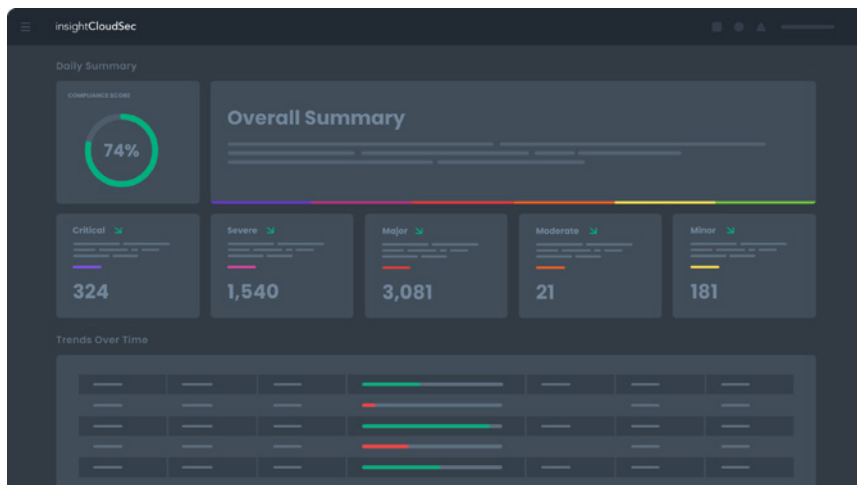 insightCloudSec
Daily Summary
COMPLIANCE SCORE
74%
Overall Summary
Critical
324
Severe
1,540
Major
3,081
Moderate
21
Minor
181
Trends Over Time